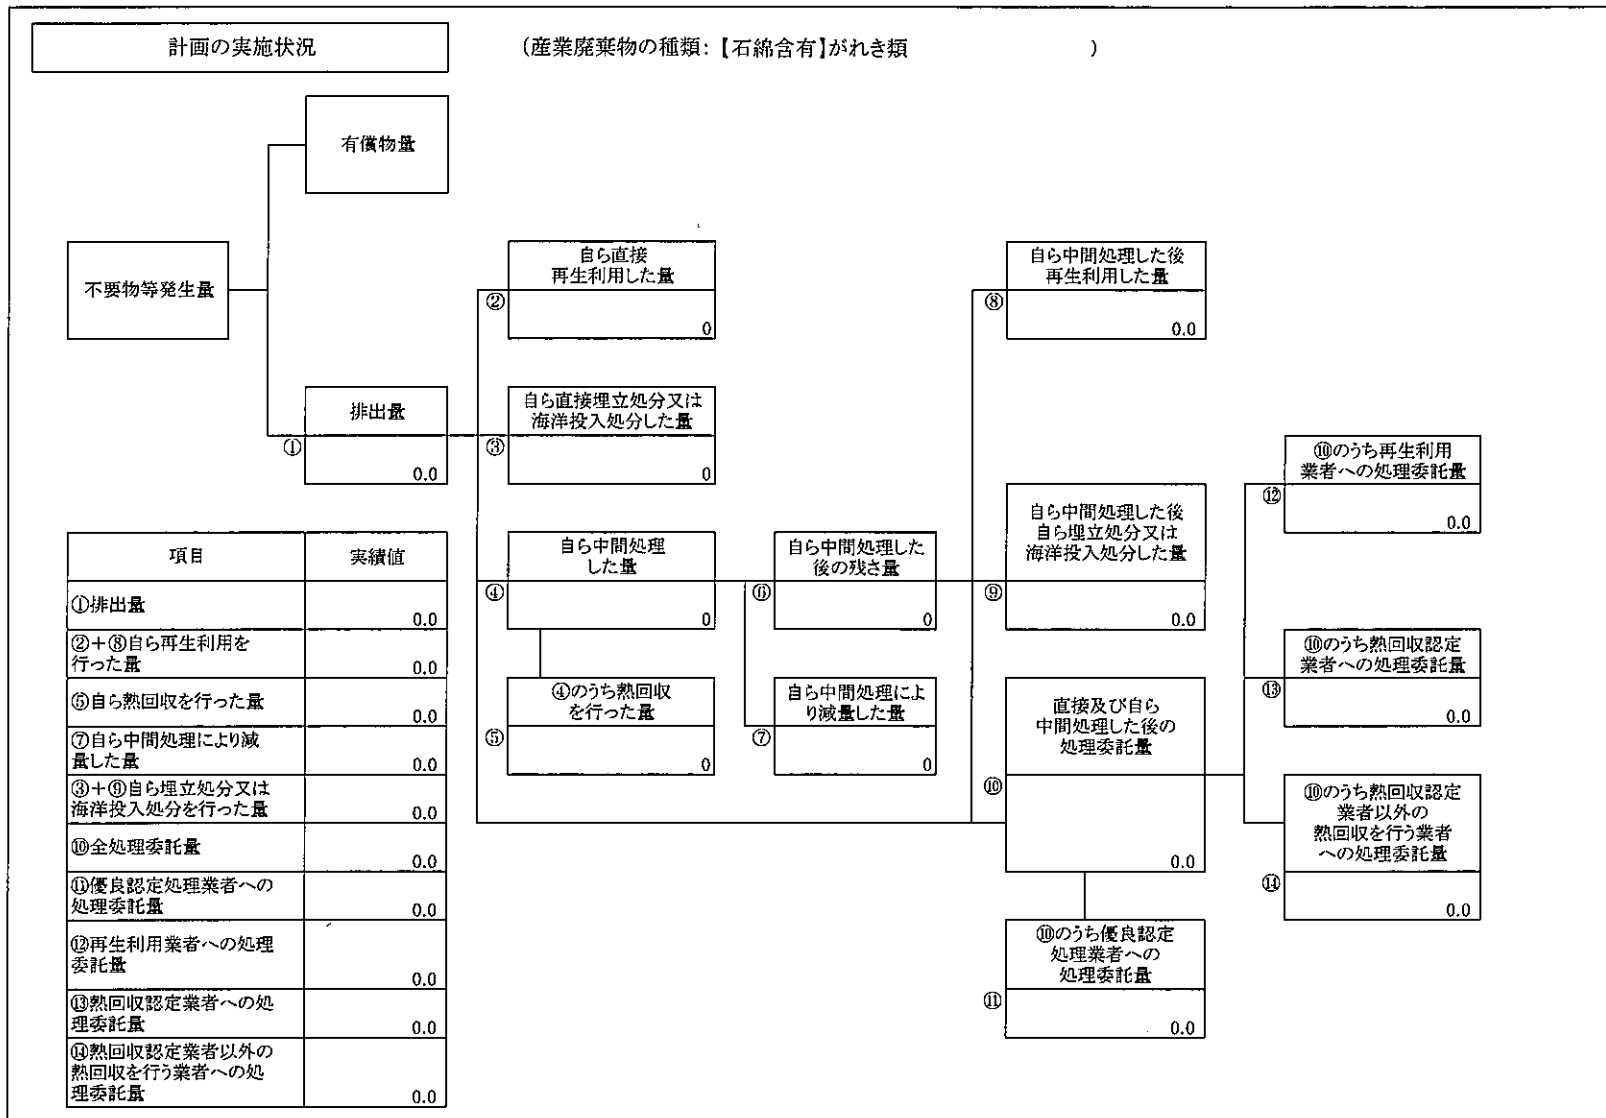 計画の実施状況
(産業廃棄物の種類:【石綿含有】がれき類 )
有償物量
不要物等発生量
排出量
①
0.0
自ら直接
再生利用した量
②
0
自ら直接埋立処分又は
海洋投入処分した量
③
0
自ら中間処理
した量
④
0
④のうち熱回収
を行った量
⑤
0
自ら中間処理した
後の残さ量
⑥
0
自ら中間処理によ
り減量した量
⑦
0
自ら中間処理した後
再生利用した量
⑧
0.0
自ら中間処理した後
自ら埋立処分又は
海洋投入処分した量
⑨
0.0
直接及び自ら
中間処理した後の
処理委託量
⑩
0.0
⑩のうち優良認定
処理業者への
処理委託量
⑪
0.0
⑩のうち再生利用
業者への処理委託量
⑫
0.0
⑩のうち熱回収認定
業者への処理委託量
⑬
0.0
⑩のうち熱回収認定
業者以外の
熱回収を行う業者
への処理委託量
⑭
0.0
項目 実績値
①排出量
0.0
②+⑧自ら再生利用を
行った量
0.0
⑤自ら熱回収を行った量
0.0
⑦自ら中間処理により減
量した量
0.0
③+⑨自ら埋立処分又は
海洋投入処分を行った量
0.0
⑩全処理委託量
0.0
⑪優良認定処理業者への
処理委託量
0.0
⑫再生利用業者への処理
委託量
0.0
⑬熱回収認定業者への処
理委託量
0.0
⑭熱回収認定業者以外の
熱回収を行う業者への処
理委託量
0.0